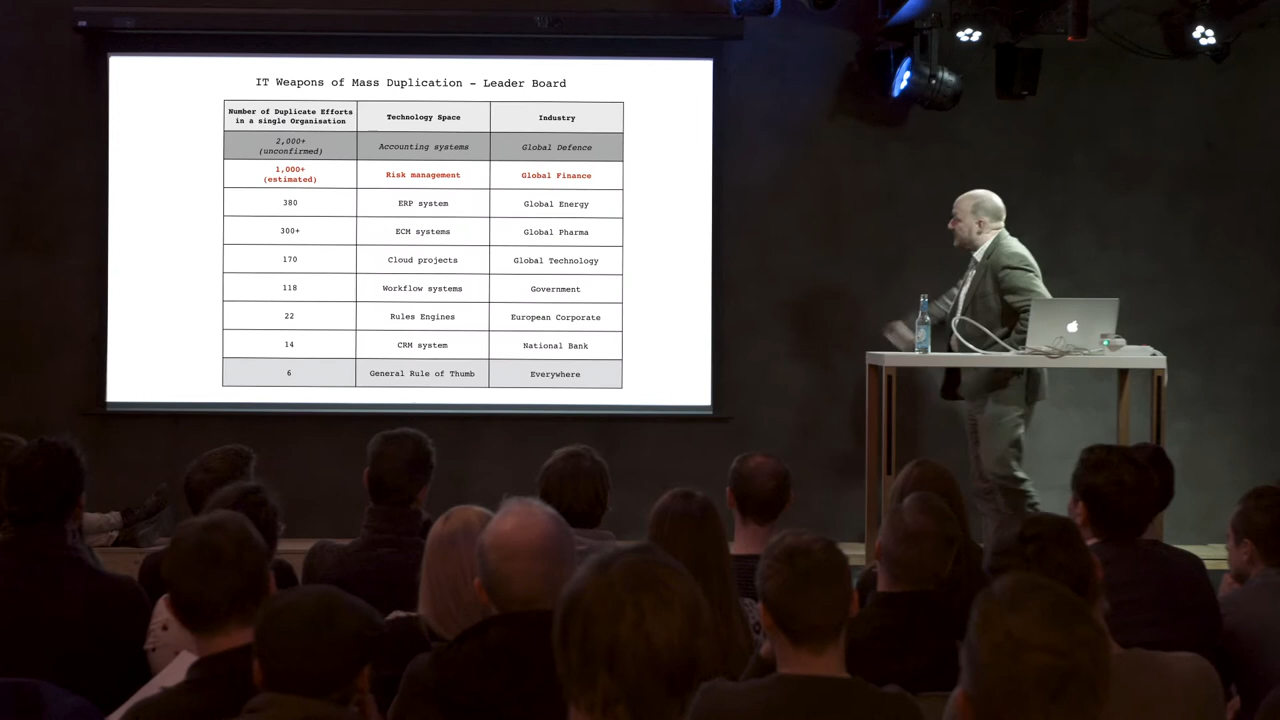 IT Weapons of Mass Duplication – Leader Board
Number of Duplicate Efforts Technology Space Industry
in a single Organisation
2,000+ Accounting systems Global Defence
(unconfirmed)
1,000+ Risk management Global Finance
(estimated)
380 ERP system Global Energy
300+ ECM systems Global Pharma
170 Cloud projects Global Technology
118 Workflow systems Government
22 Rules Engines European Corporate
14 CRM system National Bank
6 General Rule of Thumb Everywhere